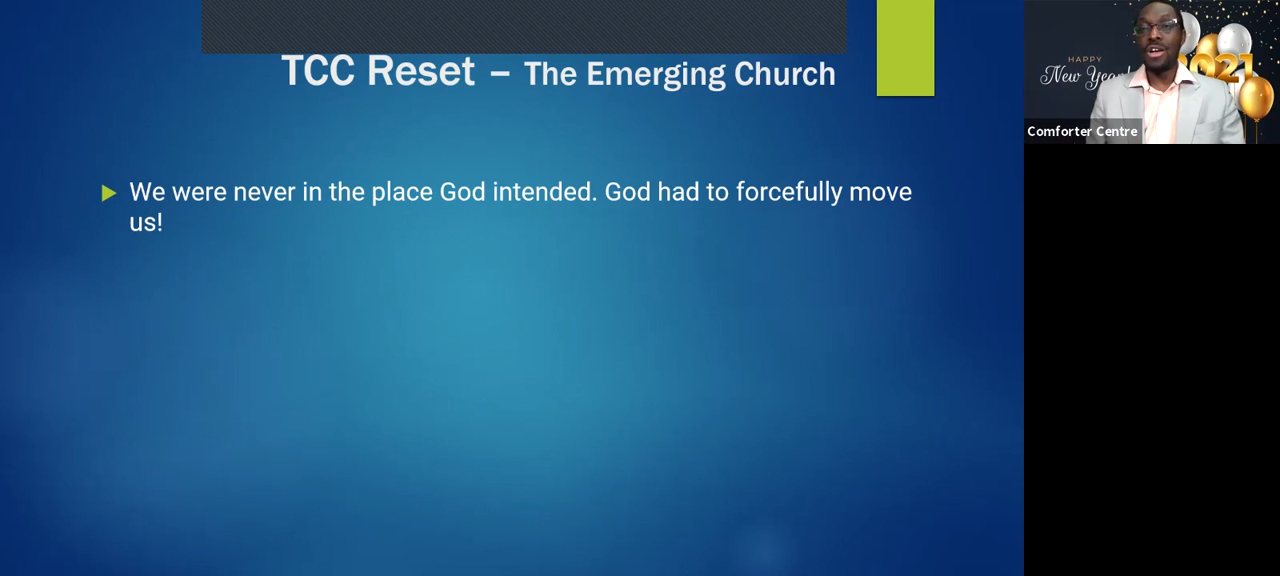 TCC Reset – The Emerging Church
We were never in the place God intended. God had to forcefully move
us!
HAPPY
New Year!
2021
Comforter Centre